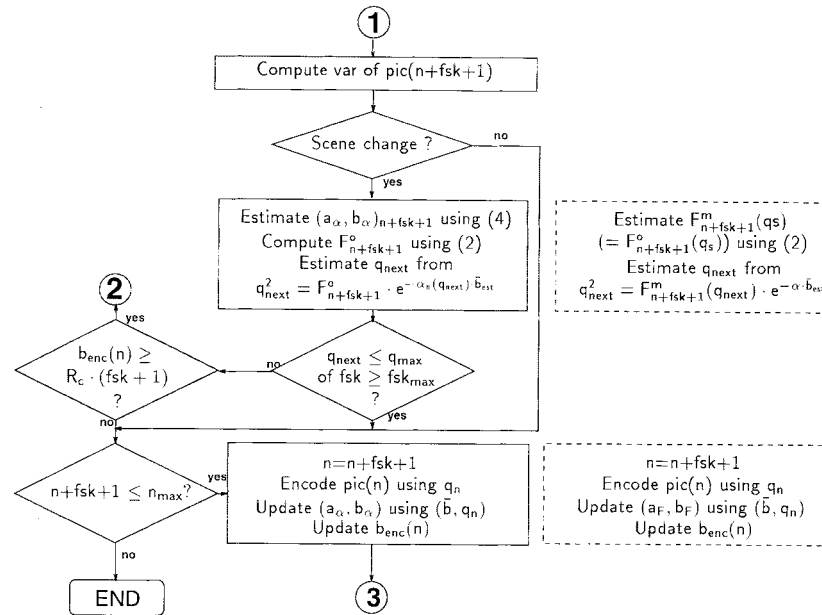 1
Compute var of pic(n+fsk+1)
Scene change ?
no
yes
Estimate (a_α, b_α)_{n+fsk+1} using (4)
Compute F^o_{n+fsk+1} using (2)
Estimate q_next from
q²_next = F^o_{n+fsk+1} · e^{-α_n(q_next)·b̄_est}
Estimate F^m_{n+fsk+1}(qs)
(= F^o_{n+fsk+1}(q_s)) using (2)
Estimate q_next from
q²_next = F^m_{n+fsk+1}(q_next) · e^{-α·b̄_est}
2
yes
b_enc(n) ≥
R_c · (fsk + 1)
?
no
no
q_next ≤ q_max
of fsk ≥ fsk_max
?
yes
n+fsk+1 ≤ n_max?
yes
no
n=n+fsk+1
Encode pic(n) using q_n
Update (a_α, b_α) using (b̄, q_n)
Update b_enc(n)
n=n+fsk+1
Encode pic(n) using q_n
Update (a_F, b_F) using (b̄, q_n)
Update b_enc(n)
END
3